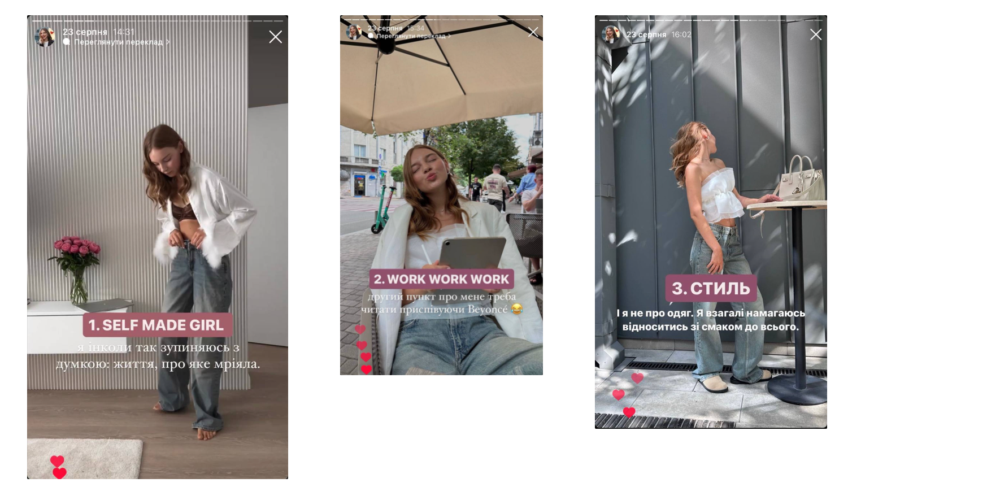 23 серпня 14:31
Переглянути переклад >
1. SELF MADE GIRL
я інколи так зупиняюсь з
думкою: життя, про яке мріяла.
23 серпня 15:34
Переглянути переклад >
2. WORK WORK WORK
другий пункт про мене треба
читати приспівуючи Beyoncé 😂
23 серпня 16:02
3. СТИЛЬ
І я не про одяг. Я взагалі намагаюсь
відноситись зі смаком до всього.